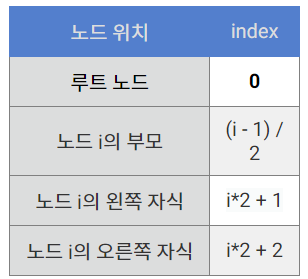 노드 위치 index
루트 노드 0
노드 i의 부모 (i - 1) /
2
노드 i의 왼쪽 자식 i*2 + 1
노드 i의 오른쪽 자식 i*2 + 2